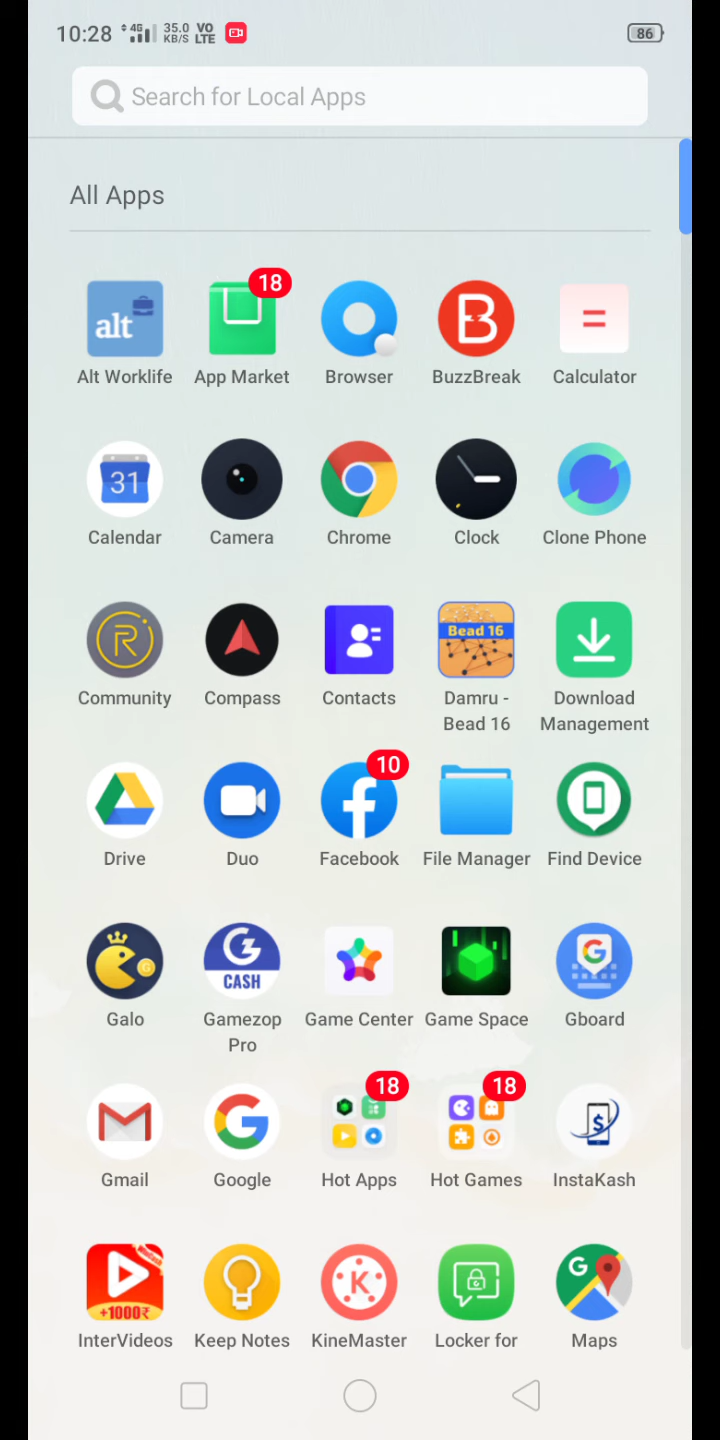 10:28 4G 35.0 KB/S VO LTE 86
Search for Local Apps
All Apps
alt 18
Alt Worklife App Market Browser BuzzBreak Calculator
31
Calendar Camera Chrome Clock Clone Phone
Bead 16
Community Compass Contacts Damru - Bead 16 Download Management
10
Drive Duo Facebook File Manager Find Device
CASH
Galo Gamezop Pro Game Center Game Space Gboard
18 18
Gmail Google Hot Apps Hot Games InstaKash
+1000₹
InterVideos Keep Notes KineMaster Locker for Maps